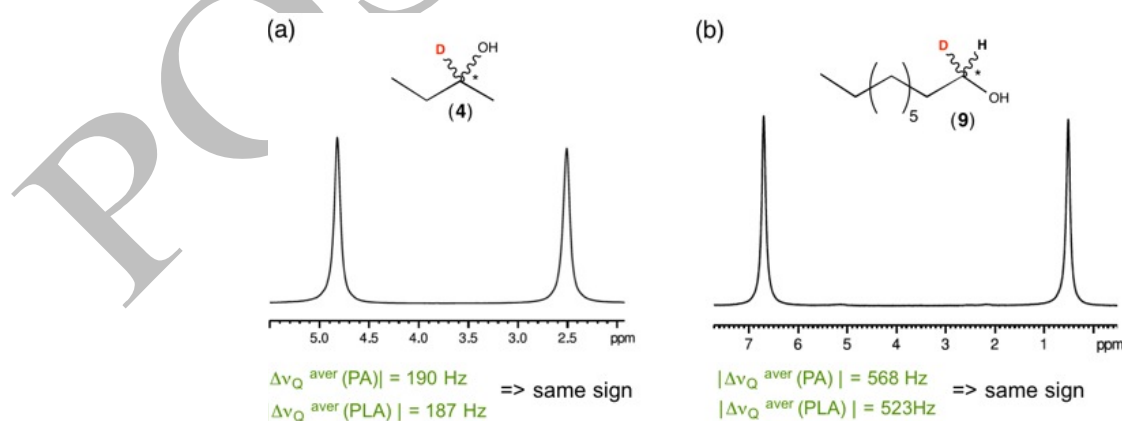 (a)
D
OH
*
(4)
5.0 4.5 4.0 3.5 3.0 2.5 ppm
Δν_Q ^aver (PA)| = 190 Hz
Δν_Q ^aver (PLA) | = 187 Hz
=> same sign
(b)
D H
*
OH
5
(9)
7 6 5 4 3 2 1 ppm
|Δν_Q ^aver (PA)| = 568 Hz
|Δν_Q ^aver (PLA) | = 523Hz
=> same sign